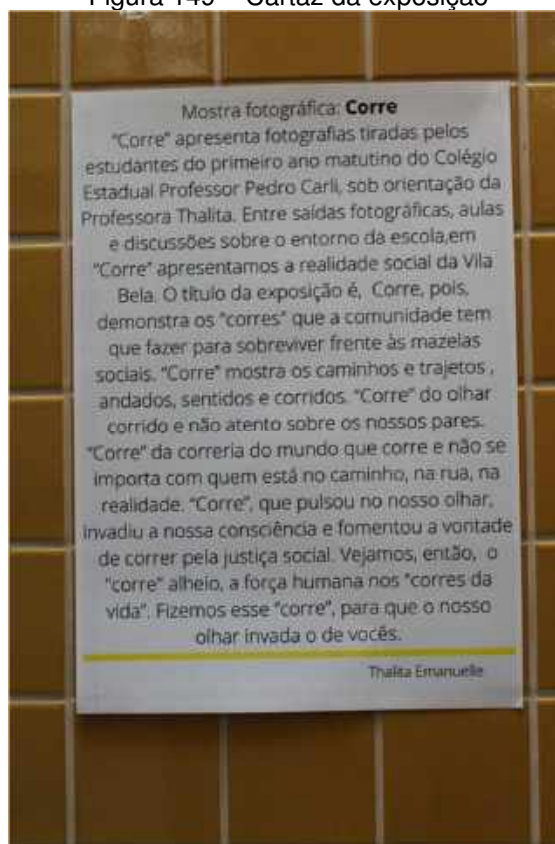 Figura 149 – Cartaz da exposição
Mostra fotográfica: Corre
"Corre" apresenta fotografias tiradas pelos
estudantes do primeiro ano matutino do Colégio
Estadual Professor Pedro Carli, sob orientação da
Professora Thalita. Entre saídas fotográficas, aulas
e discussões sobre o entorno da escola,em
"Corre" apresentamos a realidade social da Vila
Bela. O título da exposição é, Corre, pois,
demonstra os "corres" que a comunidade tem
que fazer para sobreviver frente às mazelas
sociais. "Corre" mostra os caminhos e trajetos ,
andados, sentidos e corridos. "Corre" do olhar
corrido e não atento sobre os nossos pares.
"Corre" da correria do mundo que corre e não se
importa com quem está no caminho, na rua, na
realidade. "Corre", que pulsou no nosso olhar,
invadiu a nossa consciência e fomentou a vontade
de correr pela justiça social. Vejamos, então, o
"corre" alheio, a força humana nos "corres da
vida". Fizemos esse "corre", para que o nosso
olhar invada o de vocês.
Thalita Emanuelle